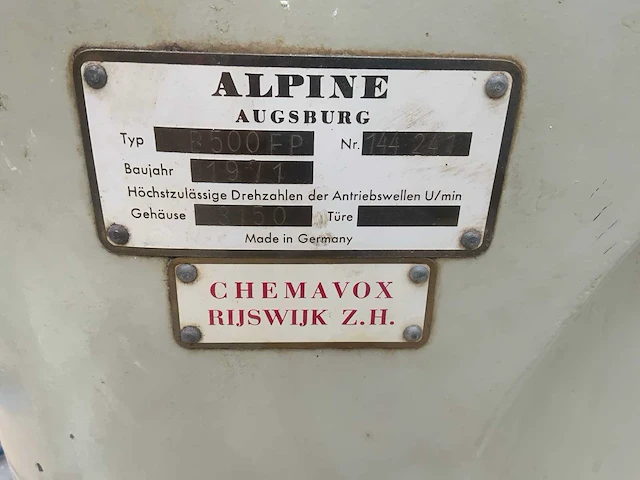 ALPINE
AUGSBURG
Typ 500 FP Nr. 144 241
Baujahr 1971
Höchstzulässige Drehzahlen der Antriebswellen U/min
Gehäuse 3150 Türe
Made in Germany
CHEMAVOX
RIJSWIJK Z.H.